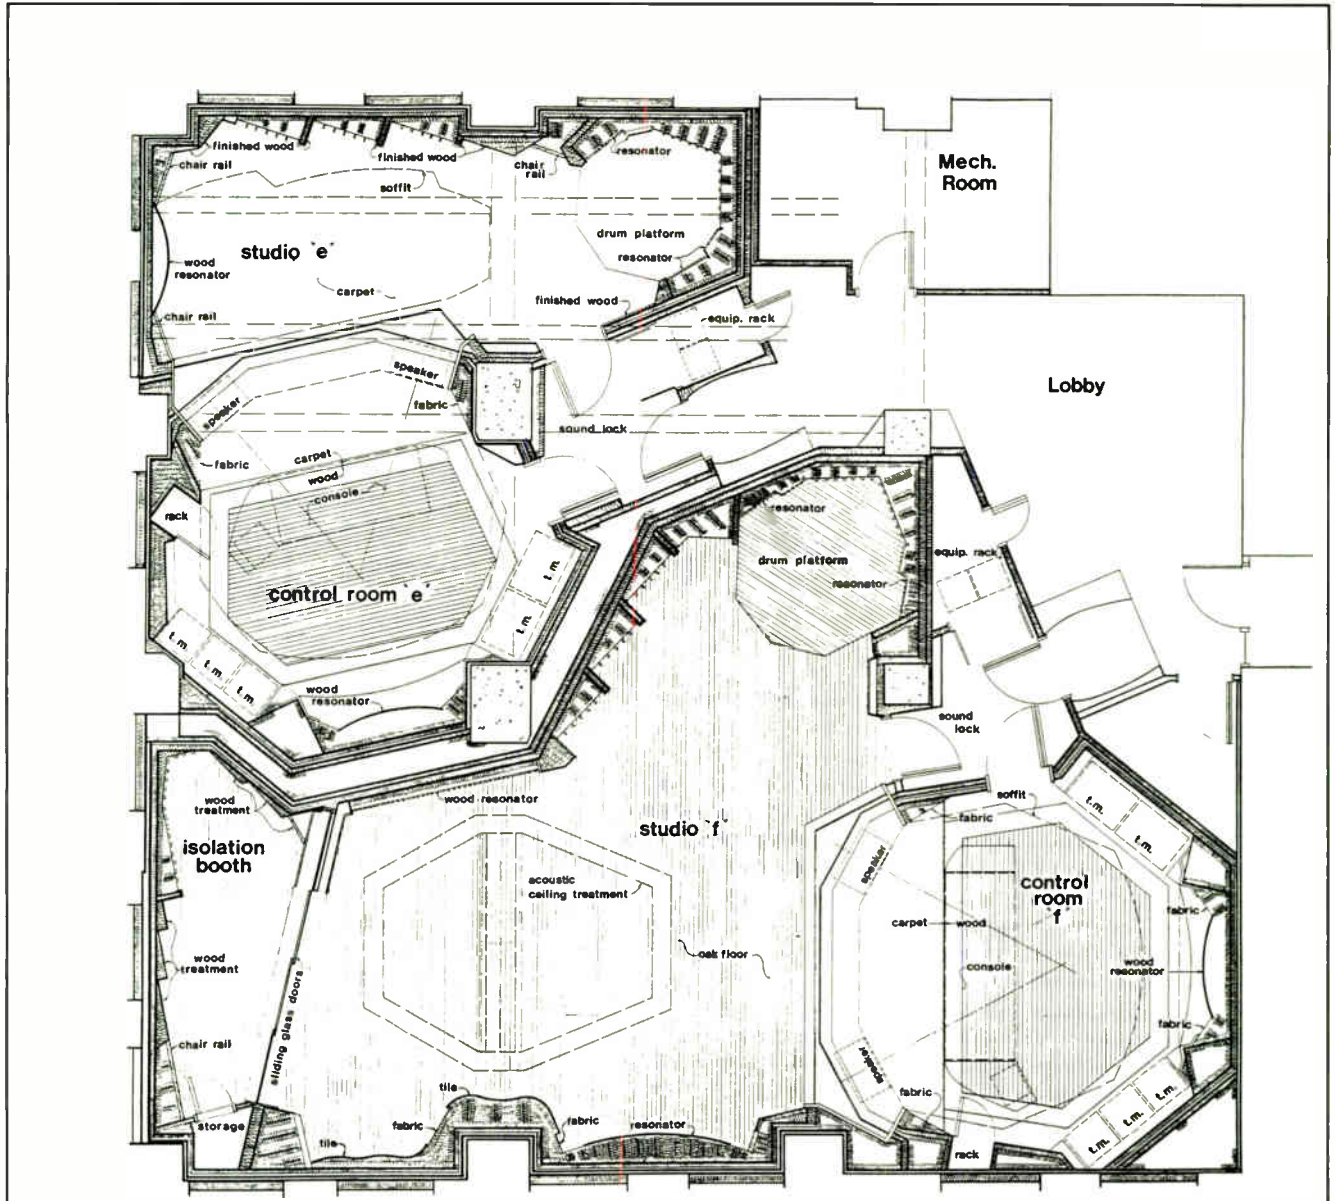 finished wood
finished wood
chair rail
chair
rail
resonator
soffit
Mech.
Room
drum platform
studio "e"
resonator
wood
resonator
carpet
finished wood
chair rail
equip. rack
speaker
speaker
fabric
Lobby
sound lock
carpet
fabric
wood
console
rack
resonator
t.m.
drum platform
equip. rack
resonator
control room "e"
t.m.
t.m.
t.m.
t.m.
wood
resonator
sound
lock
wood resonator
wood
treatment
soffit
t.m.
fabric
t.m.
studio "f"
isolation
booth
speaker
acoustic
ceiling treatment
control
room
"f"
fabric
carpet
wood
oak floor
wood
treatment
wood
resonator
console
sliding glass doors
fabric
chair rail
speaker
tile
fabric
t.m.
t.m.
t.m.
storage
fabric
fabric
resonator
tile
rack